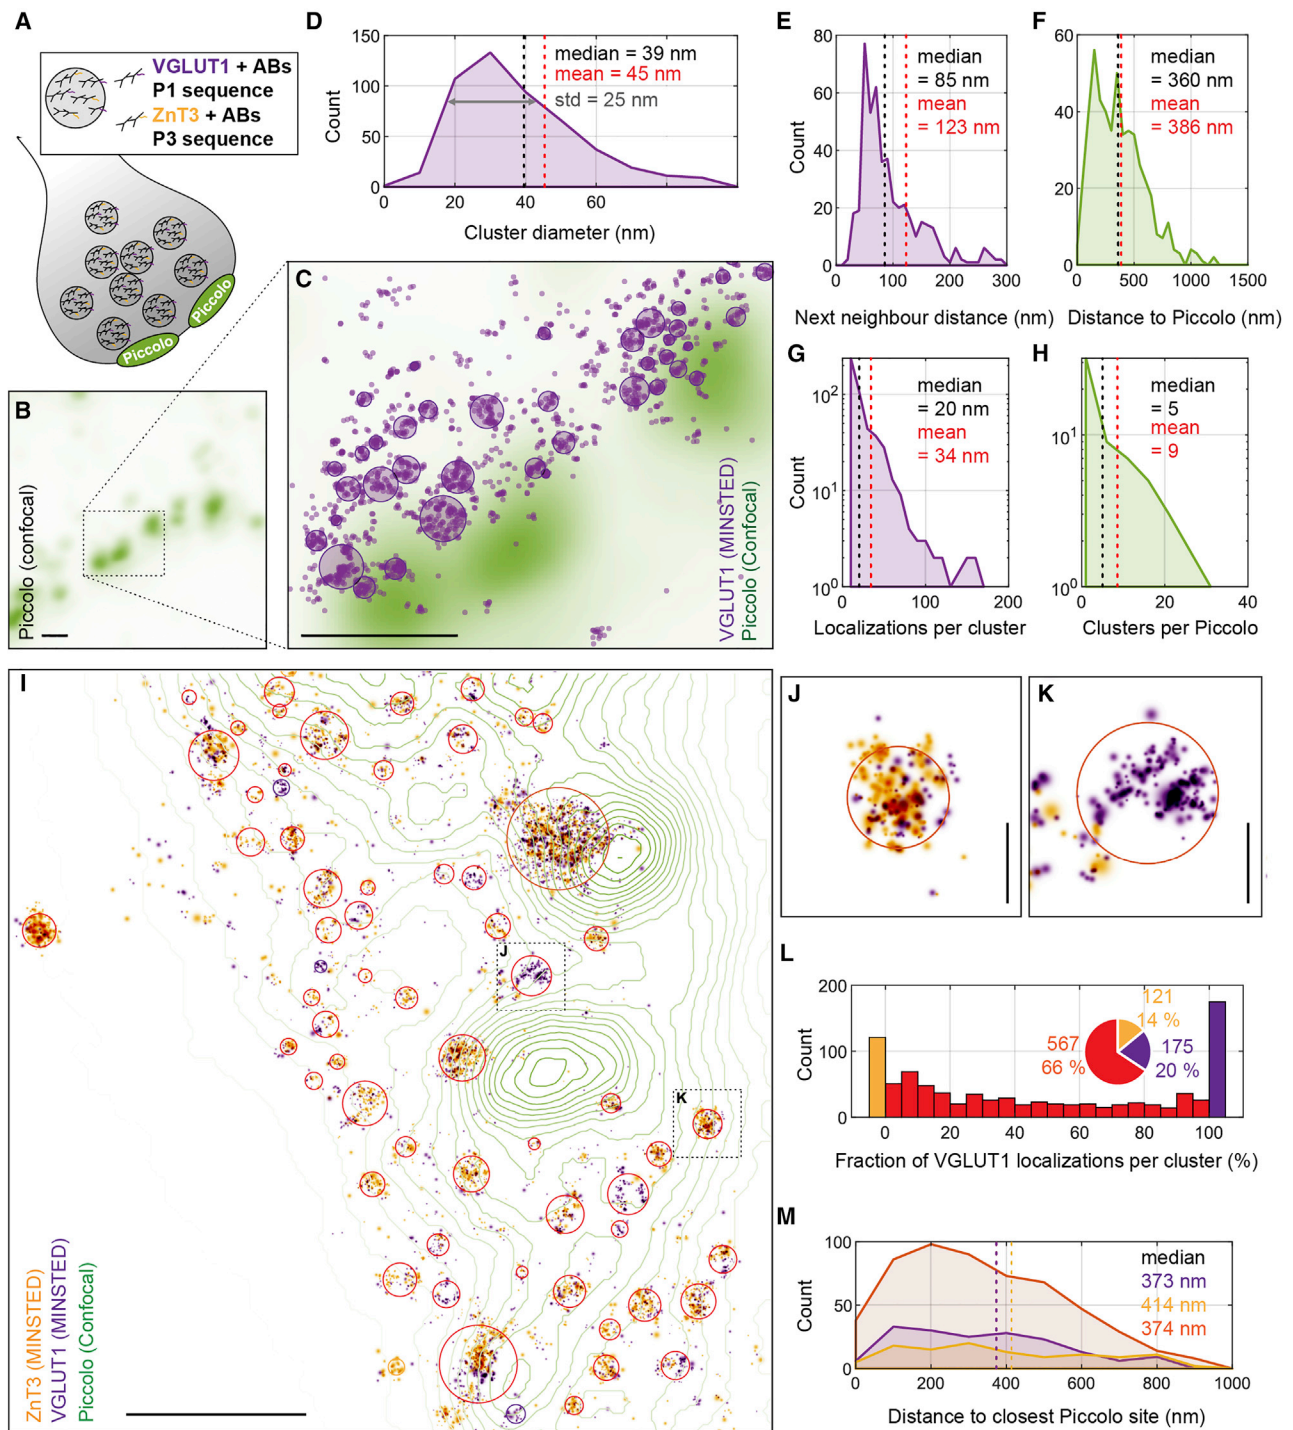 A
VGLUT1 + ABs
P1 sequence
ZnT3 + ABs
P3 sequence
Piccolo
Piccolo
B
Piccolo (confocal)
C
VGLUT1 (MINSTED)
Piccolo (Confocal)
D
150
100
50
0
Count
median = 39 nm
mean = 45 nm
std = 25 nm
0 20 40 60
Cluster diameter (nm)
E
80
60
40
20
0
Count
median
= 85 nm
mean
= 123 nm
0 100 200 300
Next neighbour distance (nm)
F
60
40
20
0
median
= 360 nm
mean
= 386 nm
0 500 1000 1500
Distance to Piccolo (nm)
G
10²
10¹
10⁰
Count
median
= 20 nm
mean
= 34 nm
0 100 200
Localizations per cluster
H
10¹
10⁰
median
= 5
mean
= 9
0 20 40
Clusters per Piccolo
I
J
K
ZnT3 (MINSTED)
VGLUT1 (MINSTED)
Piccolo (Confocal)
J
K
L
200
100
0
Count
121
14 %
567
66 %
175
20 %
0 20 40 60 80 100
Fraction of VGLUT1 localizations per cluster (%)
M
100
50
0
Count
median
373 nm
414 nm
374 nm
0 200 400 600 800 1000
Distance to closest Piccolo site (nm)